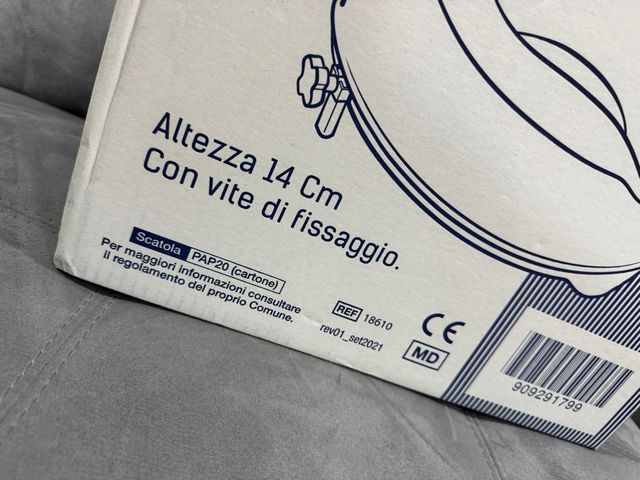 Altezza 14 Cm
Con vite di fissaggio.
Scatola PAP20 (cartone)
Per maggiori informazioni consultare
il regolamento del proprio Comune.
REF 18610
rev01_set2021
CE
MD
909291799